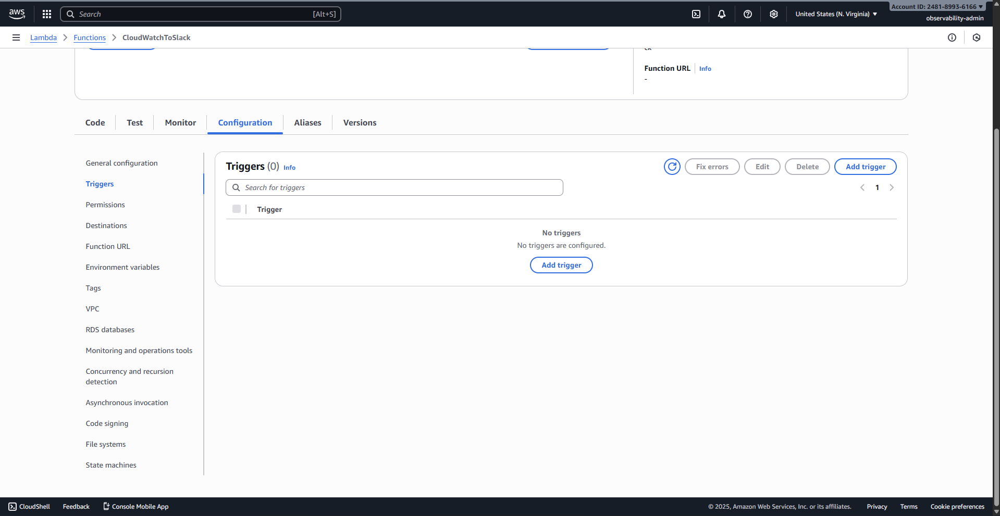 aws
Search [Alt+S]
United States (N. Virginia)
Account ID: 2481-8993-6166
observability-admin
Lambda
Functions
CloudWatchToSlack
Function URL
Info
-
Code
Test
Monitor
Configuration
Aliases
Versions
General configuration
Triggers
Permissions
Destinations
Function URL
Environment variables
Tags
VPC
RDS databases
Monitoring and operations tools
Concurrency and recursion
detection
Asynchronous invocation
Code signing
File systems
State machines
Triggers (0) Info
Fix errors
Edit
Delete
Add trigger
Search for triggers
1
Trigger
No triggers
No triggers are configured.
Add trigger
CloudShell
Feedback
Console Mobile App
© 2025, Amazon Web Services, Inc. or its affiliates.
Privacy
Terms
Cookie preferences